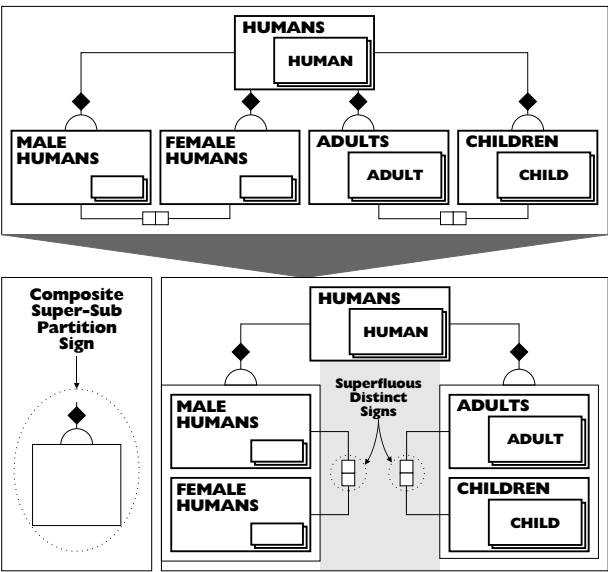 HUMANS
HUMAN
MALE
HUMANS
FEMALE
HUMANS
ADULTS
ADULT
CHILDREN
CHILD
Composite
Super-Sub
Partition
Sign
HUMANS
HUMAN
Superfluous
Distinct
Signs
MALE
HUMANS
FEMALE
HUMANS
ADULTS
ADULT
CHILDREN
CHILD